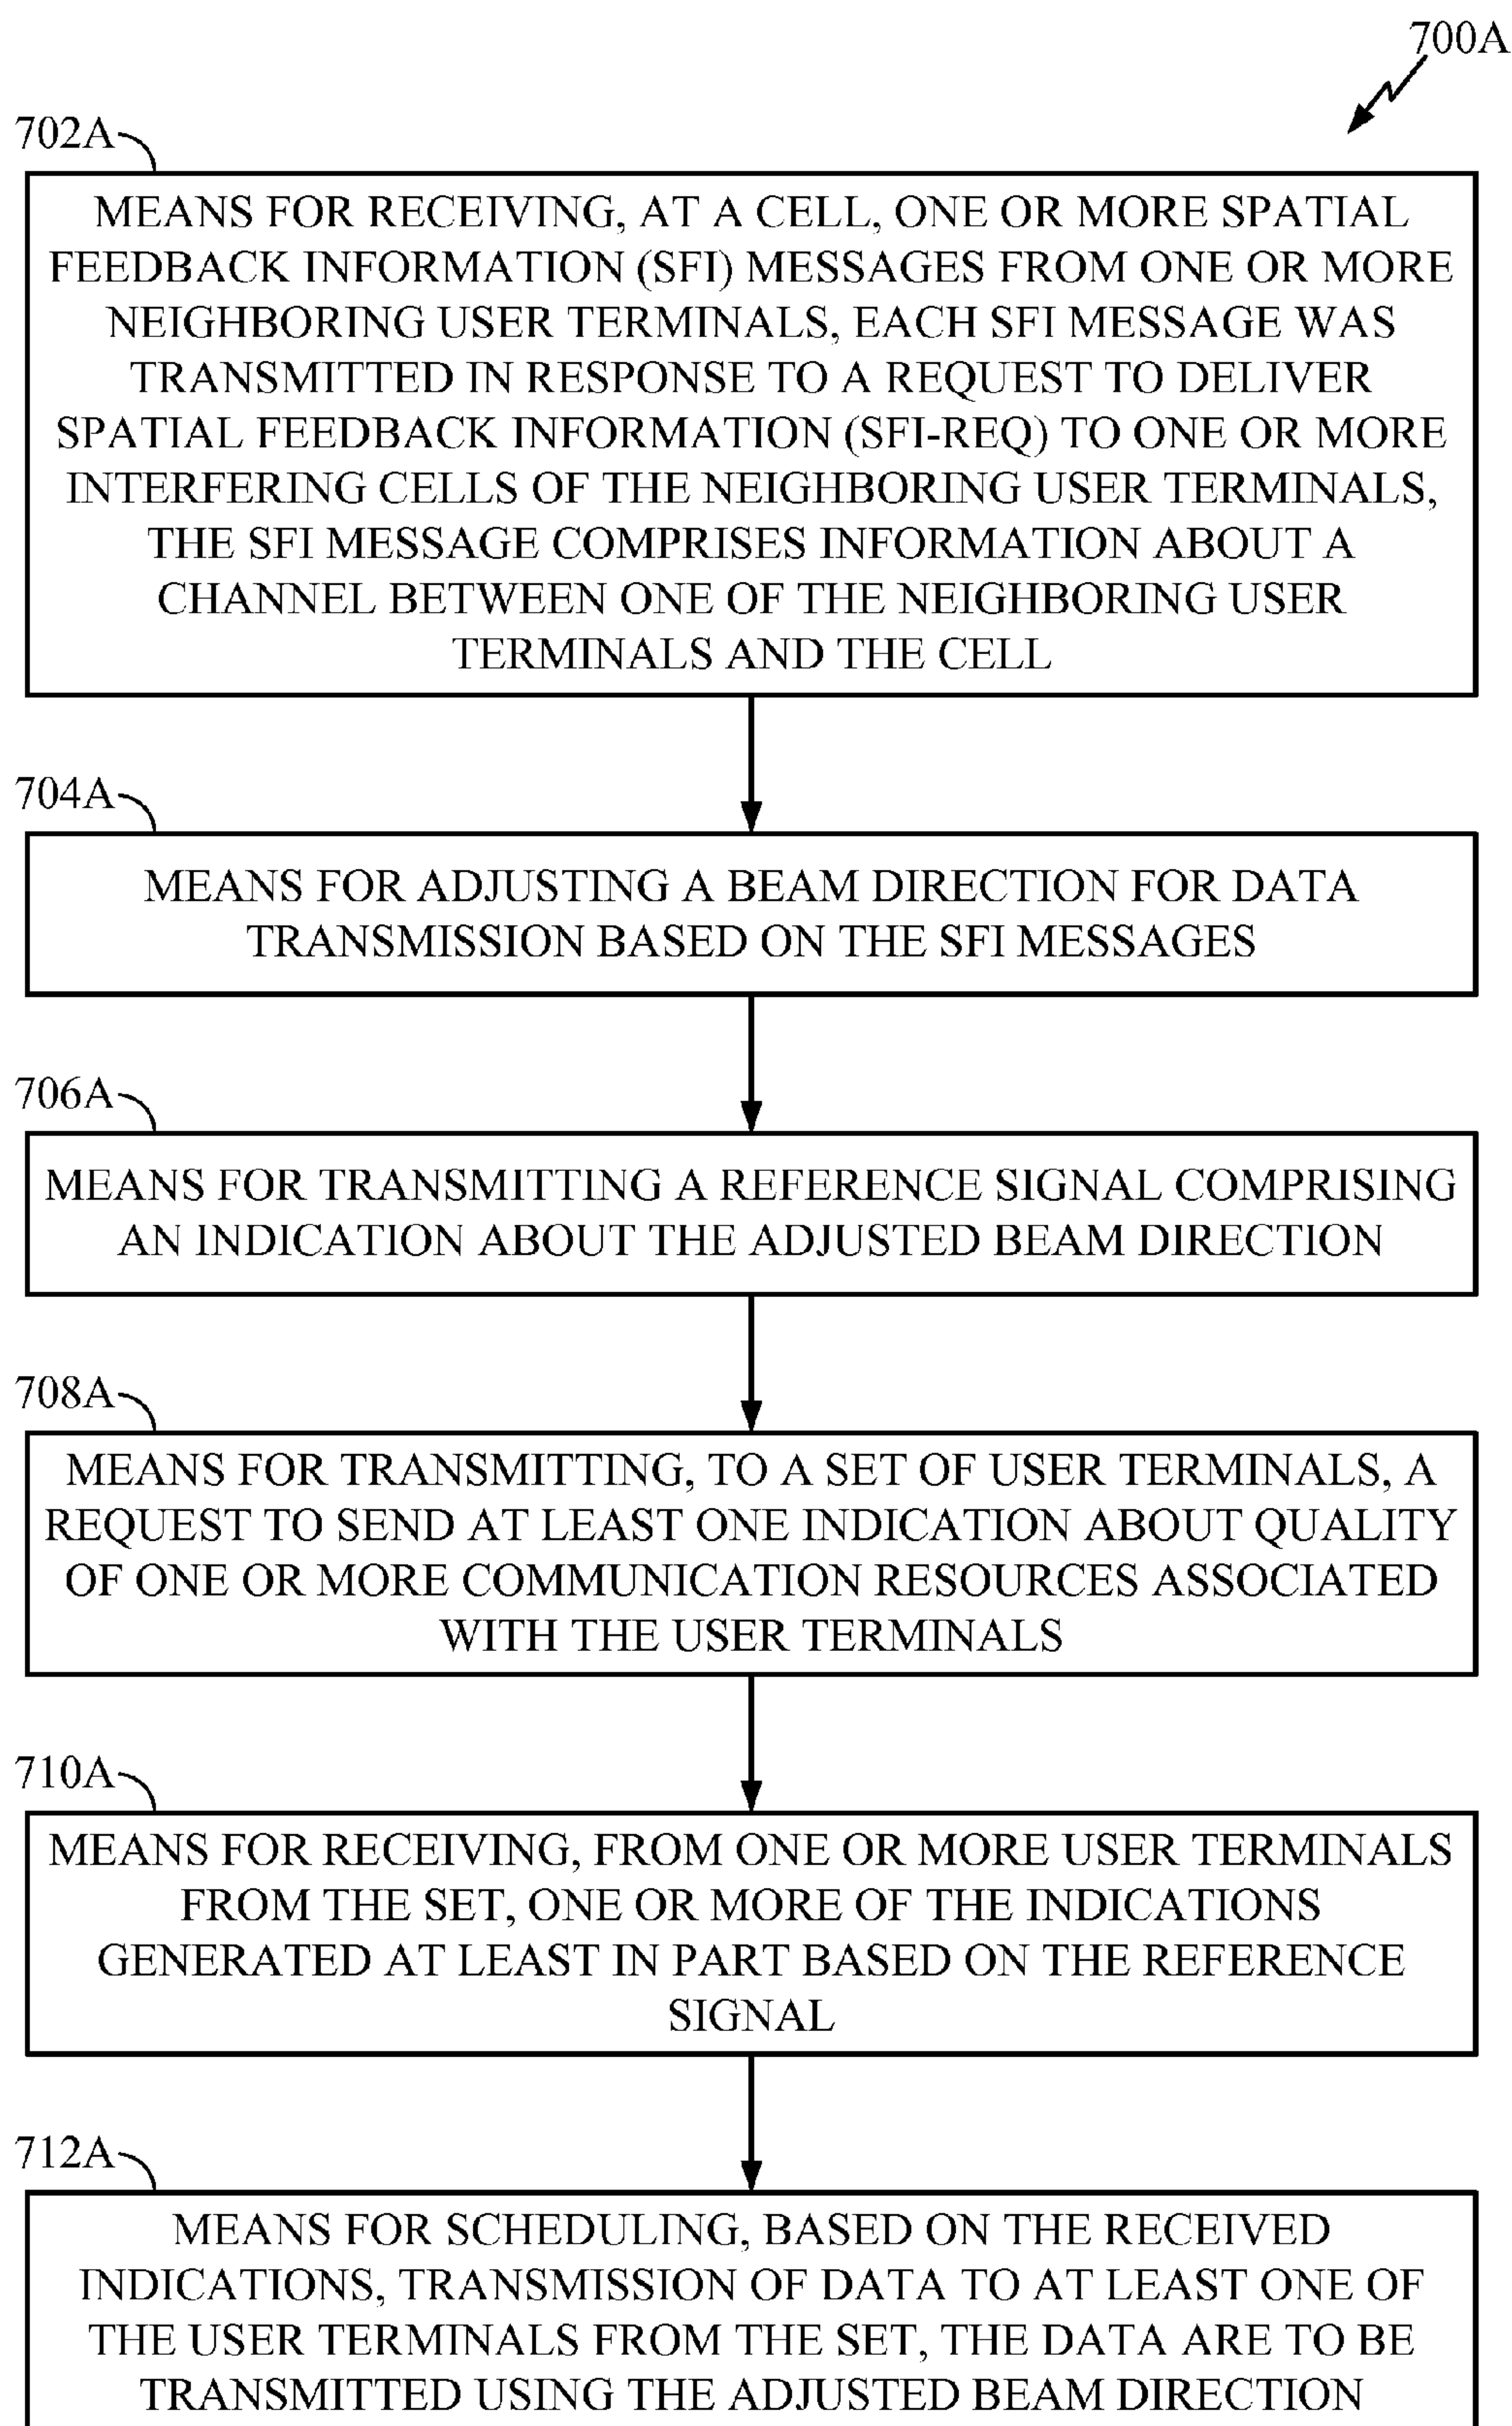 700A
702A
MEANS FOR RECEIVING, AT A CELL, ONE OR MORE SPATIAL
FEEDBACK INFORMATION (SFI) MESSAGES FROM ONE OR MORE
NEIGHBORING USER TERMINALS, EACH SFI MESSAGE WAS
TRANSMITTED IN RESPONSE TO A REQUEST TO DELIVER
SPATIAL FEEDBACK INFORMATION (SFI-REQ) TO ONE OR MORE
INTERFERING CELLS OF THE NEIGHBORING USER TERMINALS,
THE SFI MESSAGE COMPRISES INFORMATION ABOUT A
CHANNEL BETWEEN ONE OF THE NEIGHBORING USER
TERMINALS AND THE CELL
704A
MEANS FOR ADJUSTING A BEAM DIRECTION FOR DATA
TRANSMISSION BASED ON THE SFI MESSAGES
706A
MEANS FOR TRANSMITTING A REFERENCE SIGNAL COMPRISING
AN INDICATION ABOUT THE ADJUSTED BEAM DIRECTION
708A
MEANS FOR TRANSMITTING, TO A SET OF USER TERMINALS, A
REQUEST TO SEND AT LEAST ONE INDICATION ABOUT QUALITY
OF ONE OR MORE COMMUNICATION RESOURCES ASSOCIATED
WITH THE USER TERMINALS
710A
MEANS FOR RECEIVING, FROM ONE OR MORE USER TERMINALS
FROM THE SET, ONE OR MORE OF THE INDICATIONS
GENERATED AT LEAST IN PART BASED ON THE REFERENCE
SIGNAL
712A
MEANS FOR SCHEDULING, BASED ON THE RECEIVED
INDICATIONS, TRANSMISSION OF DATA TO AT LEAST ONE OF
THE USER TERMINALS FROM THE SET, THE DATA ARE TO BE
TRANSMITTED USING THE ADJUSTED BEAM DIRECTION